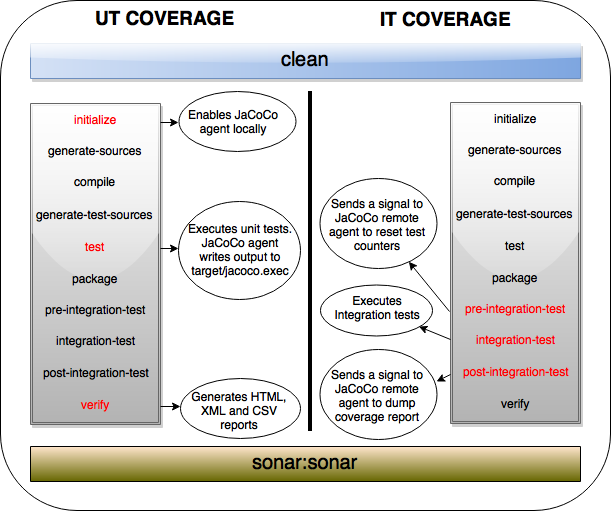 UT COVERAGE
IT COVERAGE
clean
initialize
generate-sources
compile
generate-test-sources
test
package
pre-integration-test
integration-test
post-integration-test
verify
Enables JaCoCo
agent locally
Executes unit tests.
JaCoCo agent
writes output to
target/jacoco.exec
Generates HTML,
XML and CSV
reports
Sends a signal to
JaCoCo remote
agent to reset test
counters
Executes
Integration tests
Sends a signal to
JaCoCo remote
agent to dump
coverage report
initialize
generate-sources
compile
generate-test-sources
test
package
pre-integration-test
integration-test
post-integration-test
verify
sonar:sonar